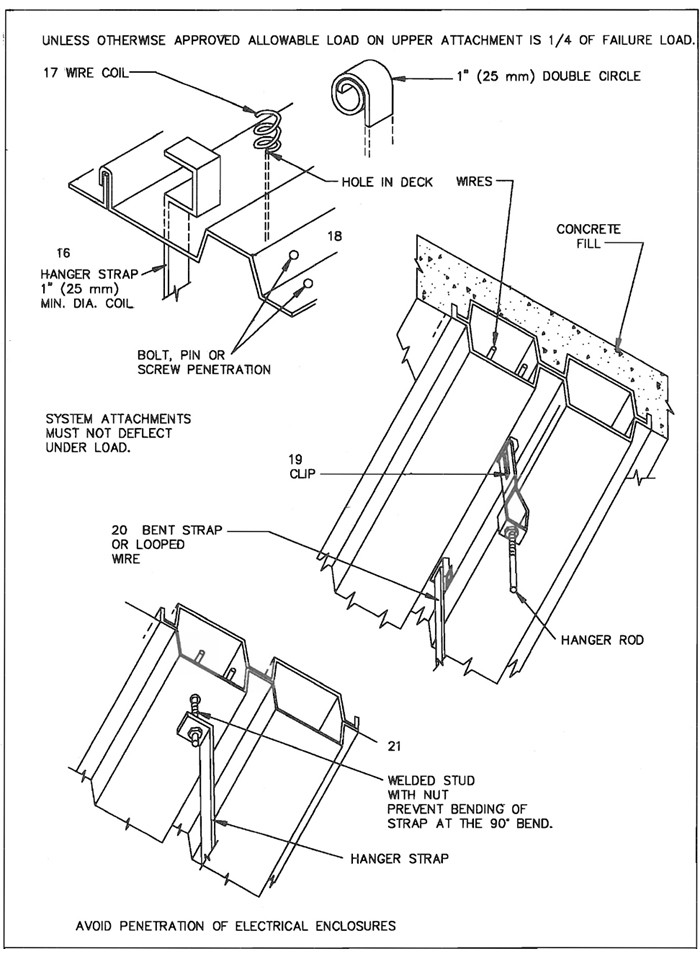 UNLESS OTHERWISE APPROVED ALLOWABLE LOAD ON UPPER ATTACHMENT IS 1/4 OF FAILURE LOAD.
17 WIRE COIL
1" (25 mm) DOUBLE CIRCLE
HOLE IN DECK
WIRES
CONCRETE
FILL
16
HANGER STRAP
1" (25 mm)
MIN. DIA. COIL
18
BOLT, PIN OR
SCREW PENETRATION
SYSTEM ATTACHMENTS
MUST NOT DEFLECT
UNDER LOAD.
19
CLIP
20 BENT STRAP
OR LOOPED
WIRE
HANGER ROD
21
WELDED STUD
WITH NUT
PREVENT BENDING OF
STRAP AT THE 90° BEND.
HANGER STRAP
AVOID PENETRATION OF ELECTRICAL ENCLOSURES